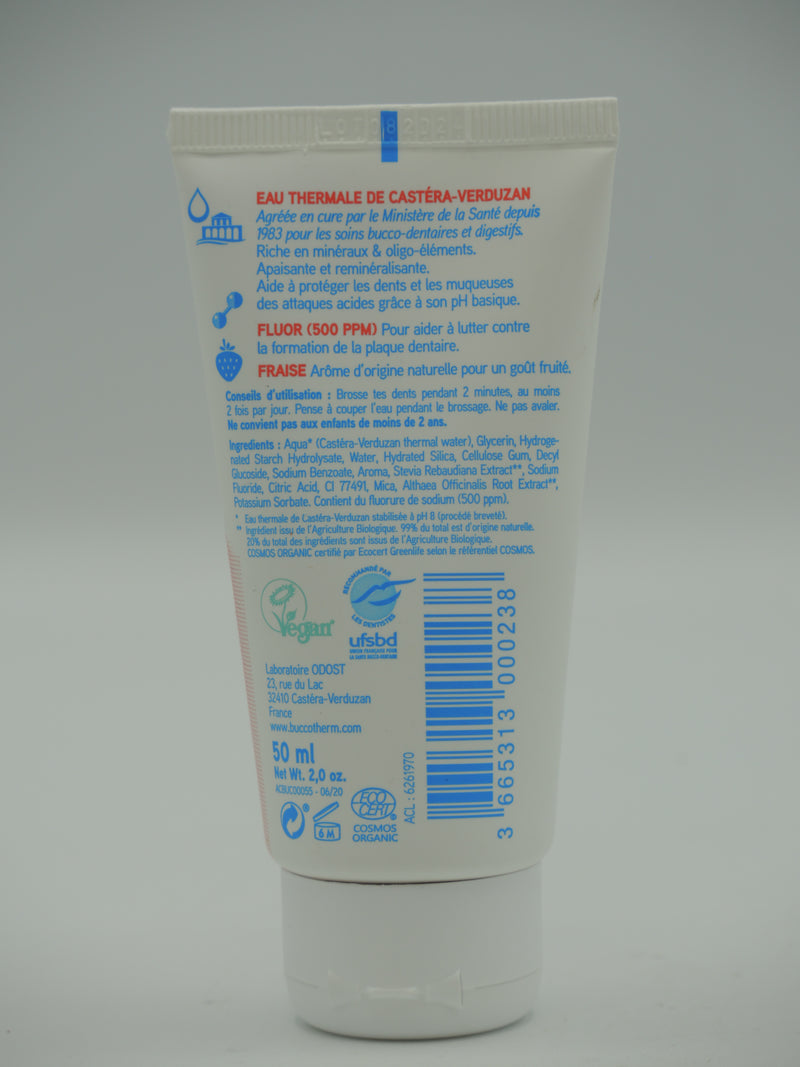 EAU THERMALE DE CASTÉRA-VERDUZAN
Agréée en cure par le Ministère de la Santé depuis
1983 pour les soins bucco-dentaires et digestifs.
Riche en minéraux & oligo-éléments.
Apaisante et reminéralisante.
Aide à protéger les dents et les muqueuses
des attaques acides grâce à son pH basique.
FLUOR (500 PPM) Pour aider à lutter contre
la formation de la plaque dentaire.
FRAISE Arôme d'origine naturelle pour un goût fruité.
Conseils d'utilisation : Brosse tes dents pendant 2 minutes, au moins
2 fois par jour. Pense à couper l'eau pendant le brossage. Ne pas avaler.
Ne convient pas aux enfants de moins de 2 ans.
Ingredients : Aqua* (Castéra-Verduzan thermal water), Glycerin, Hydroge-
nated Starch Hydrolysate, Water, Hydrated Silica, Cellulose Gum, Decyl
Glucoside, Sodium Benzoate, Aroma, Stevia Rebaudiana Extract**, Sodium
Fluoride, Citric Acid, CI 77491, Mica, Althaea Officinalis Root Extract**,
Potassium Sorbate. Contient du fluorure de sodium (500 ppm).
* Eau thermale de Castéra-Verduzan stabilisée à pH 8 (procédé breveté).
** Ingrédient issu de l'Agriculture Biologique. 99% du total est d'origine naturelle.
20% du total des ingrédients sont issus de l'Agriculture Biologique.
COSMOS ORGANIC certifié par Ecocert Greenlife selon le référentiel COSMOS.
Vegan
RECOMMANDÉ PAR
LES DENTISTES
ufsbd
UNION FRANÇAISE POUR
LA SANTÉ BUCCO-DENTAIRE
Laboratoire ODOST
23, rue du Lac
32410 Castéra-Verduzan
France
www.buccotherm.com
50 ml
Net Wt. 2,0 oz.
ACBUC00055 - 06/20
6 M
ECO
CERT
COSMOS
ORGANIC
ACL : 6261970
3 665313 000238